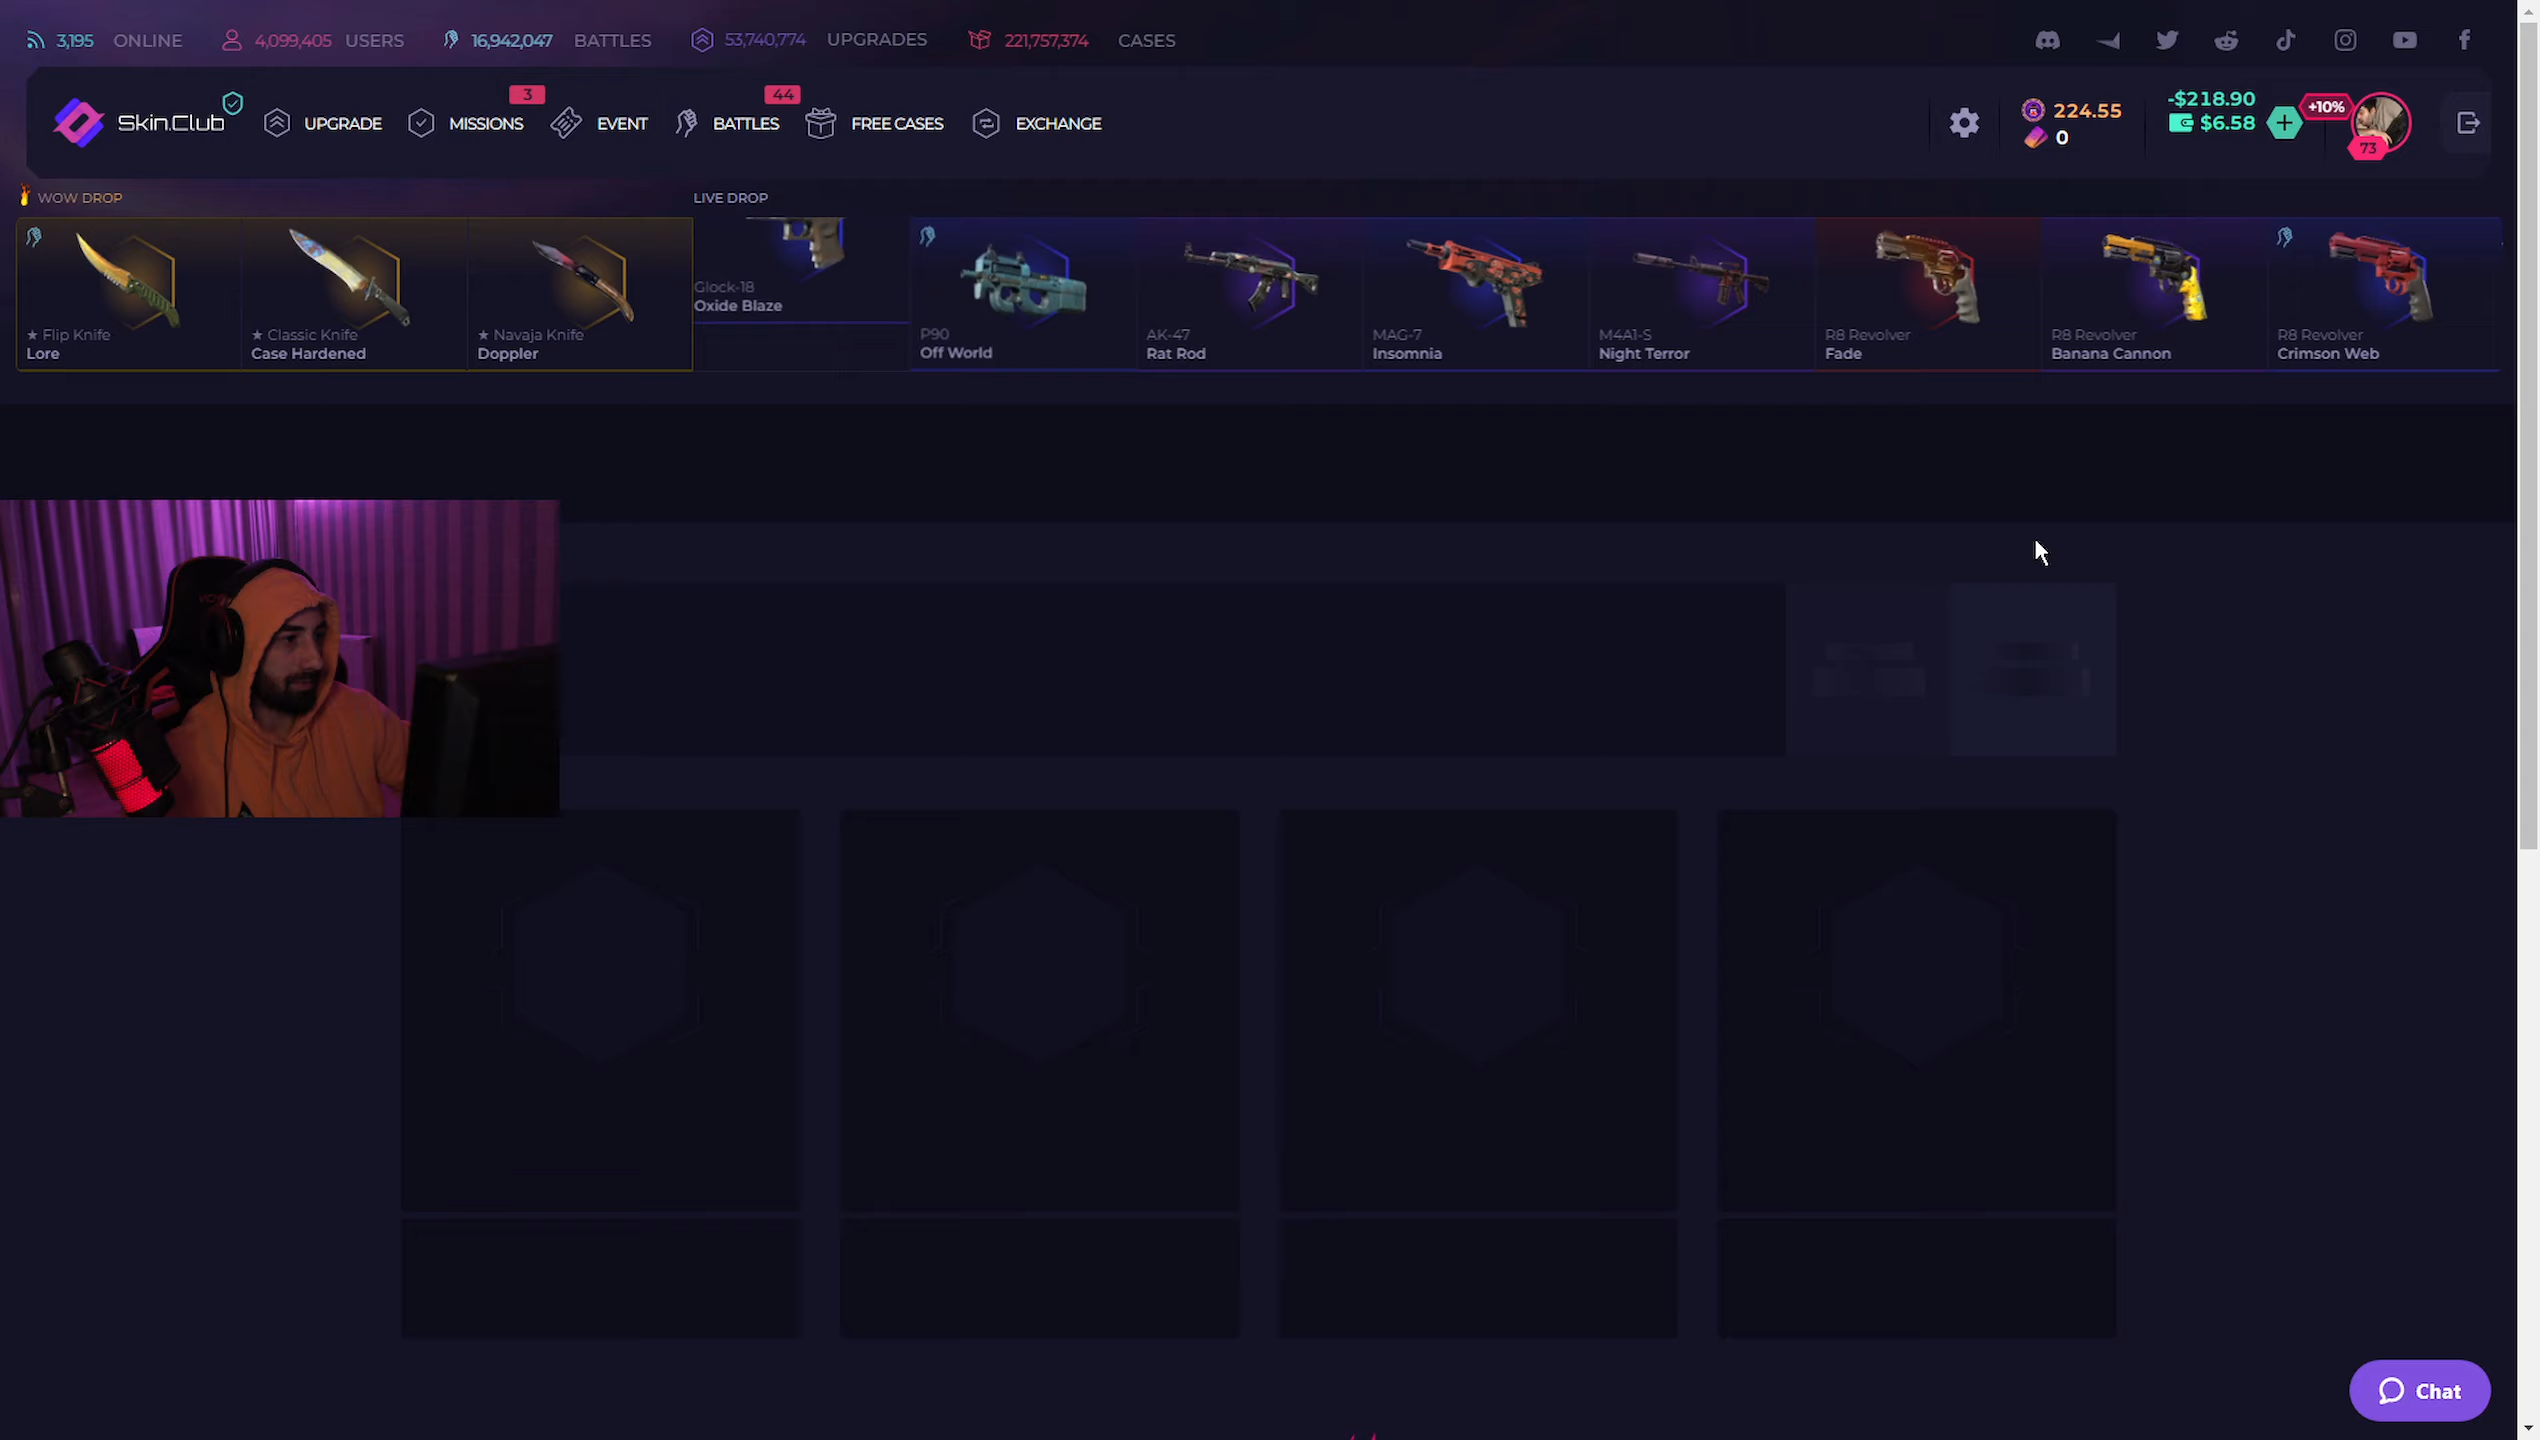 3,195 ONLINE 4,099,405 USERS 16,942,047 BATTLES 53,740,774 UPGRADES 221,757,374 CASES
Skin.Club UPGRADE 3 MISSIONS EVENT 44 BATTLES FREE CASES EXCHANGE
224.55
0
-$218.90
$6.58
+10%
73
WOW DROP
LIVE DROP
★ Flip Knife
Lore
★ Classic Knife
Case Hardened
★ Navaja Knife
Doppler
Glock-18
Oxide Blaze
P90
Off World
AK-47
Rat Rod
MAG-7
Insomnia
M4A1-S
Night Terror
R8 Revolver
Fade
R8 Revolver
Banana Cannon
R8 Revolver
Crimson Web
Chat